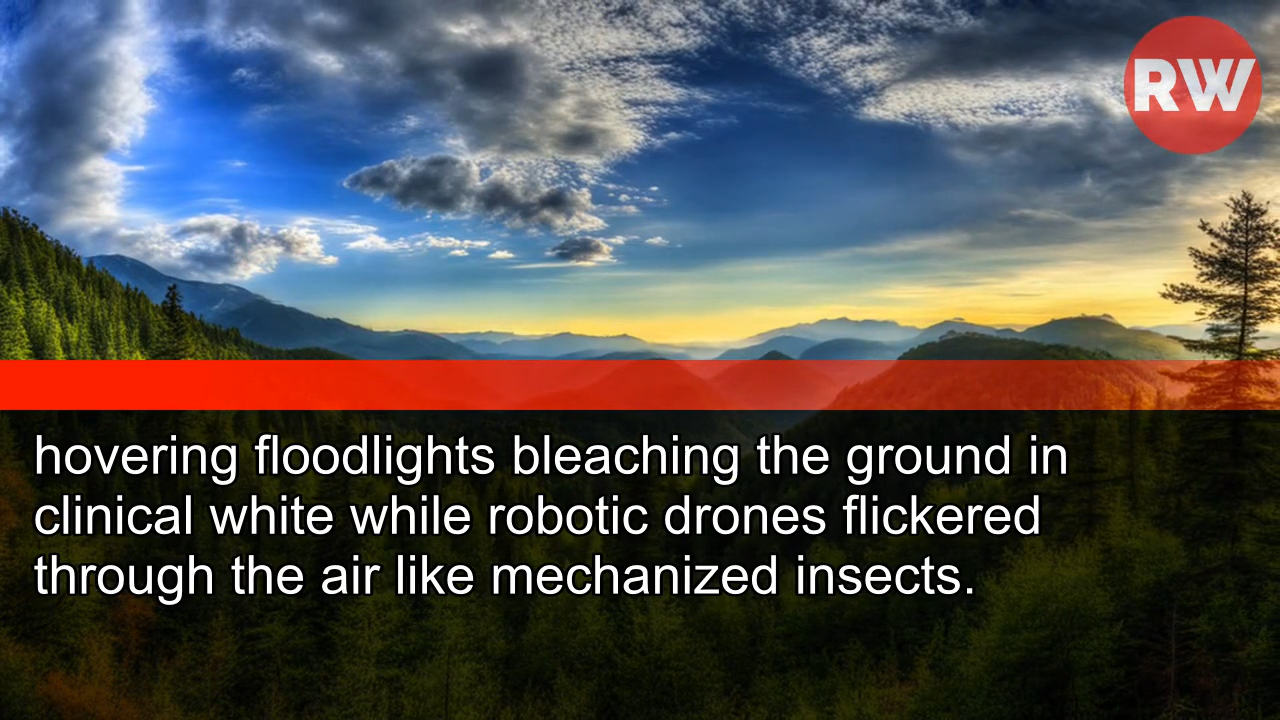 RW
hovering floodlights bleaching the ground in
clinical white while robotic drones flickered
through the air like mechanized insects.